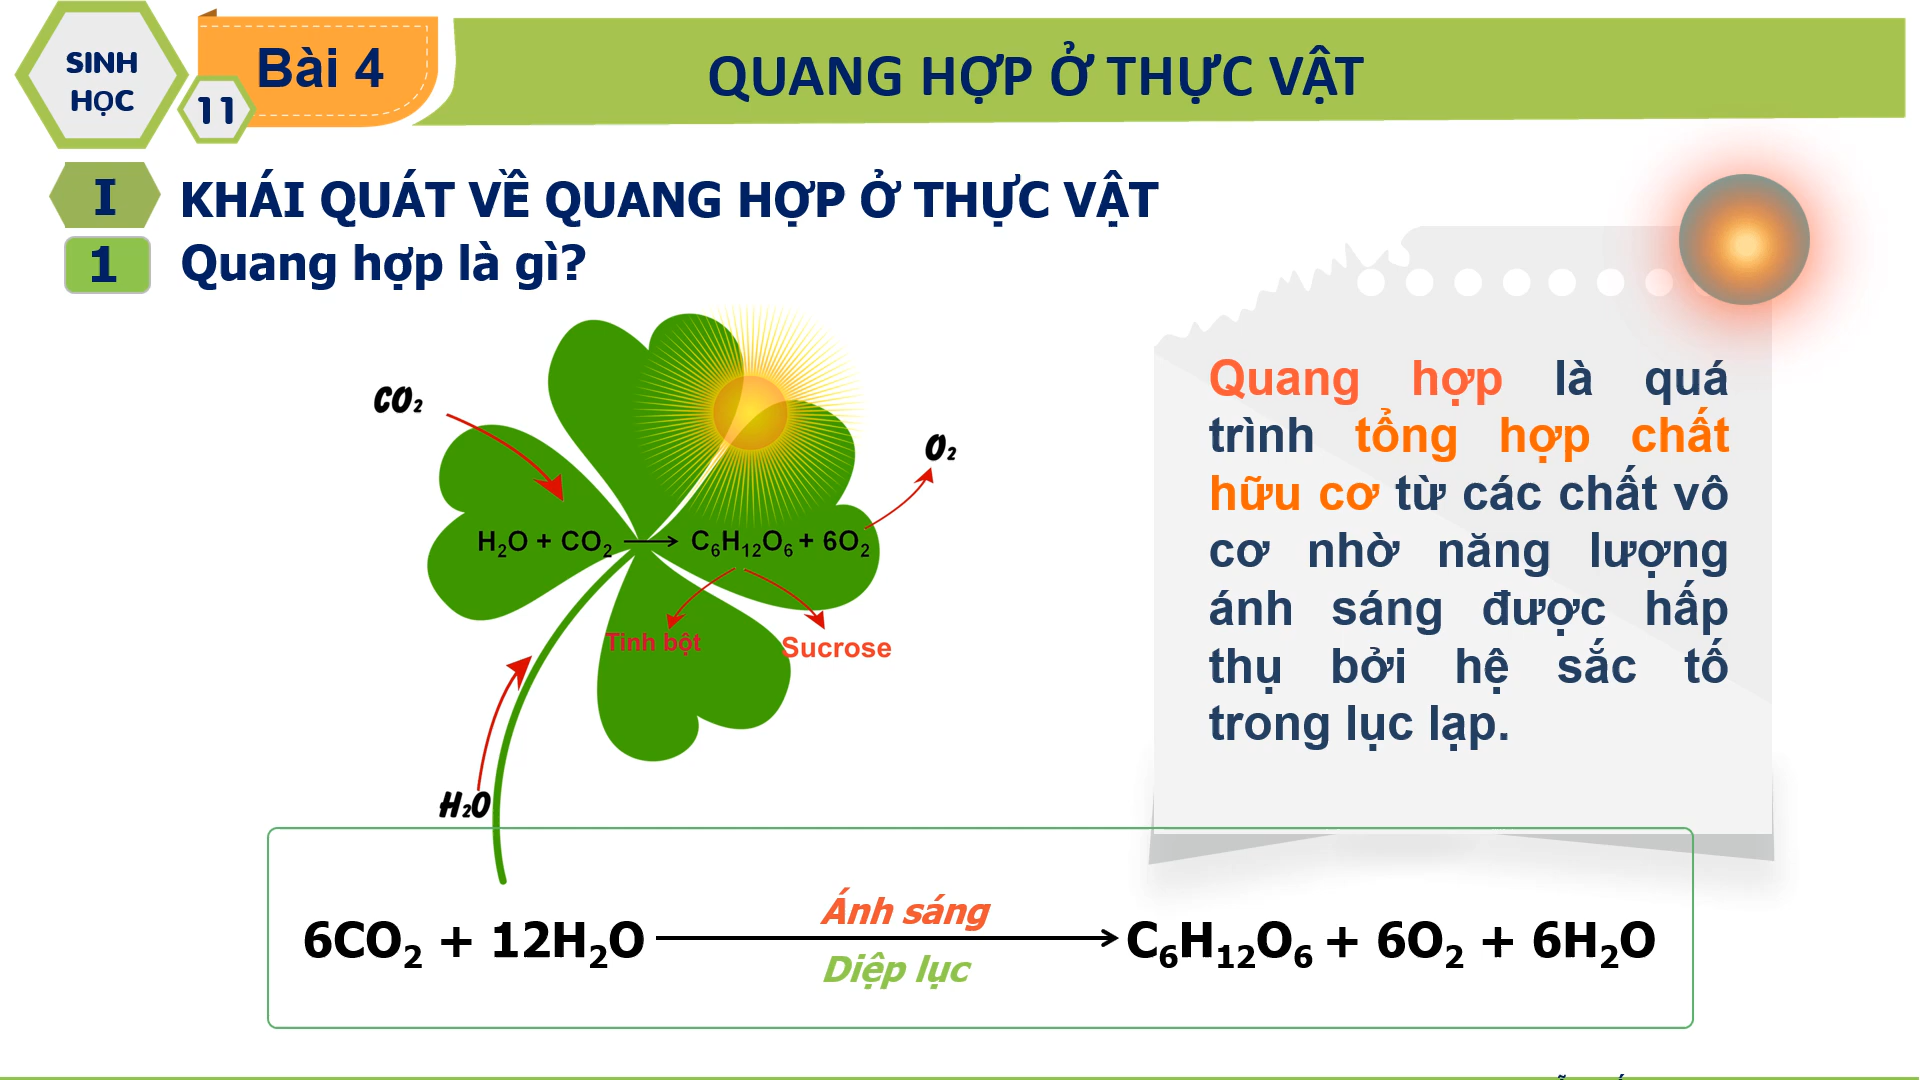 SINH
HỌC
11
Bài 4
QUANG HỢP Ở THỰC VẬT
I
KHÁI QUÁT VỀ QUANG HỢP Ở THỰC VẬT
1
Quang hợp là gì?
CO₂
O₂
H₂O + CO₂ → C₆H₁₂O₆ + 6O₂
Tinh bột
Sucrose
H₂O
Quang hợp là quá
trình tổng hợp chất
hữu cơ từ các chất vô
cơ nhờ năng lượng
ánh sáng được hấp
thụ bởi hệ sắc tố
trong lục lạp.
Ánh sáng
6CO₂ + 12H₂O → C₆H₁₂O₆ + 6O₂ + 6H₂O
Diệp lục